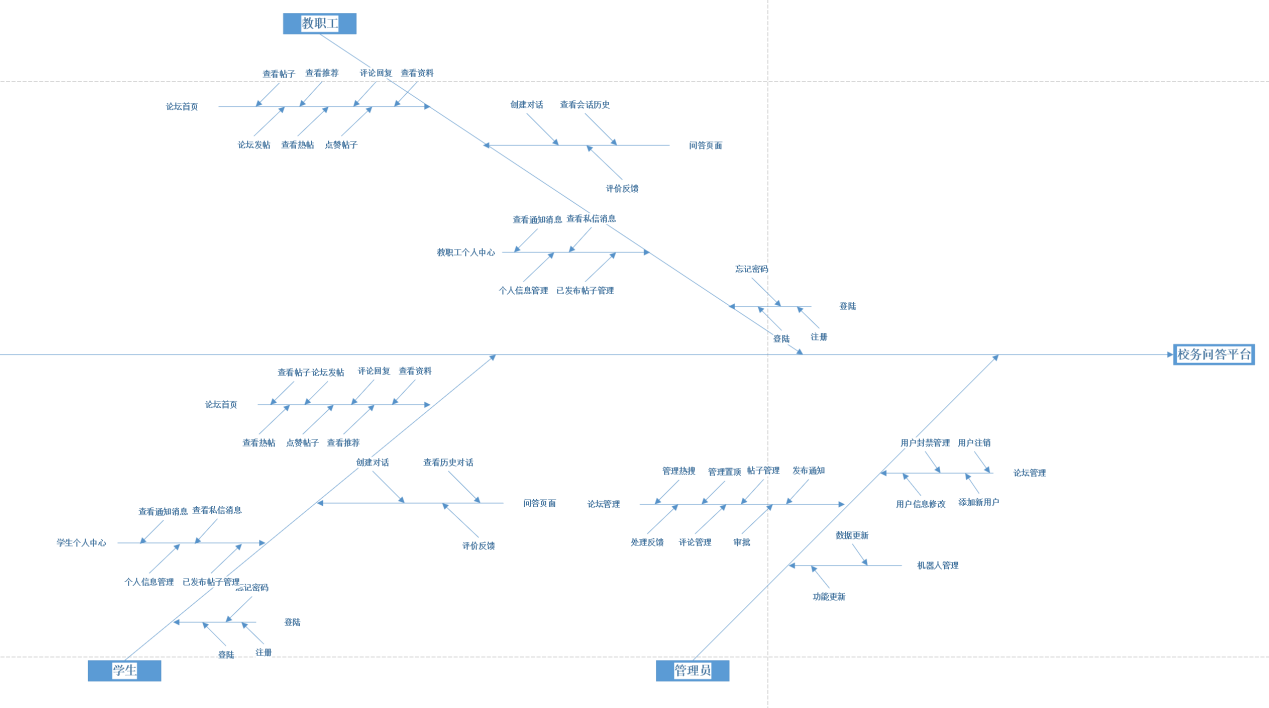 教职工
查看帖子
查看推荐
评论回复
查看资料
论坛首页
论坛发帖
查看热帖
点赞帖子
创建对话
查看会话历史
问答页面
评价反馈
查看通知消息
查看私信消息
教职工个人中心
个人信息管理
已发布帖子管理
忘记密码
登陆
登陆
注册
校务问答平台
查看帖子
论坛发帖
评论回复
查看资料
论坛首页
查看热帖
点赞帖子
查看推荐
创建对话
查看历史对话
问答页面
评价反馈
查看通知消息
查看私信消息
学生个人中心
个人信息管理
已发布帖子管理
忘记密码
登陆
登陆
注册
学生
用户封禁管理
用户注销
论坛管理
用户信息修改
添加新用户
管理热搜
管理置顶
帖子管理
发布通知
论坛管理
处理反馈
评论管理
审批
数据更新
机器人管理
功能更新
管理员